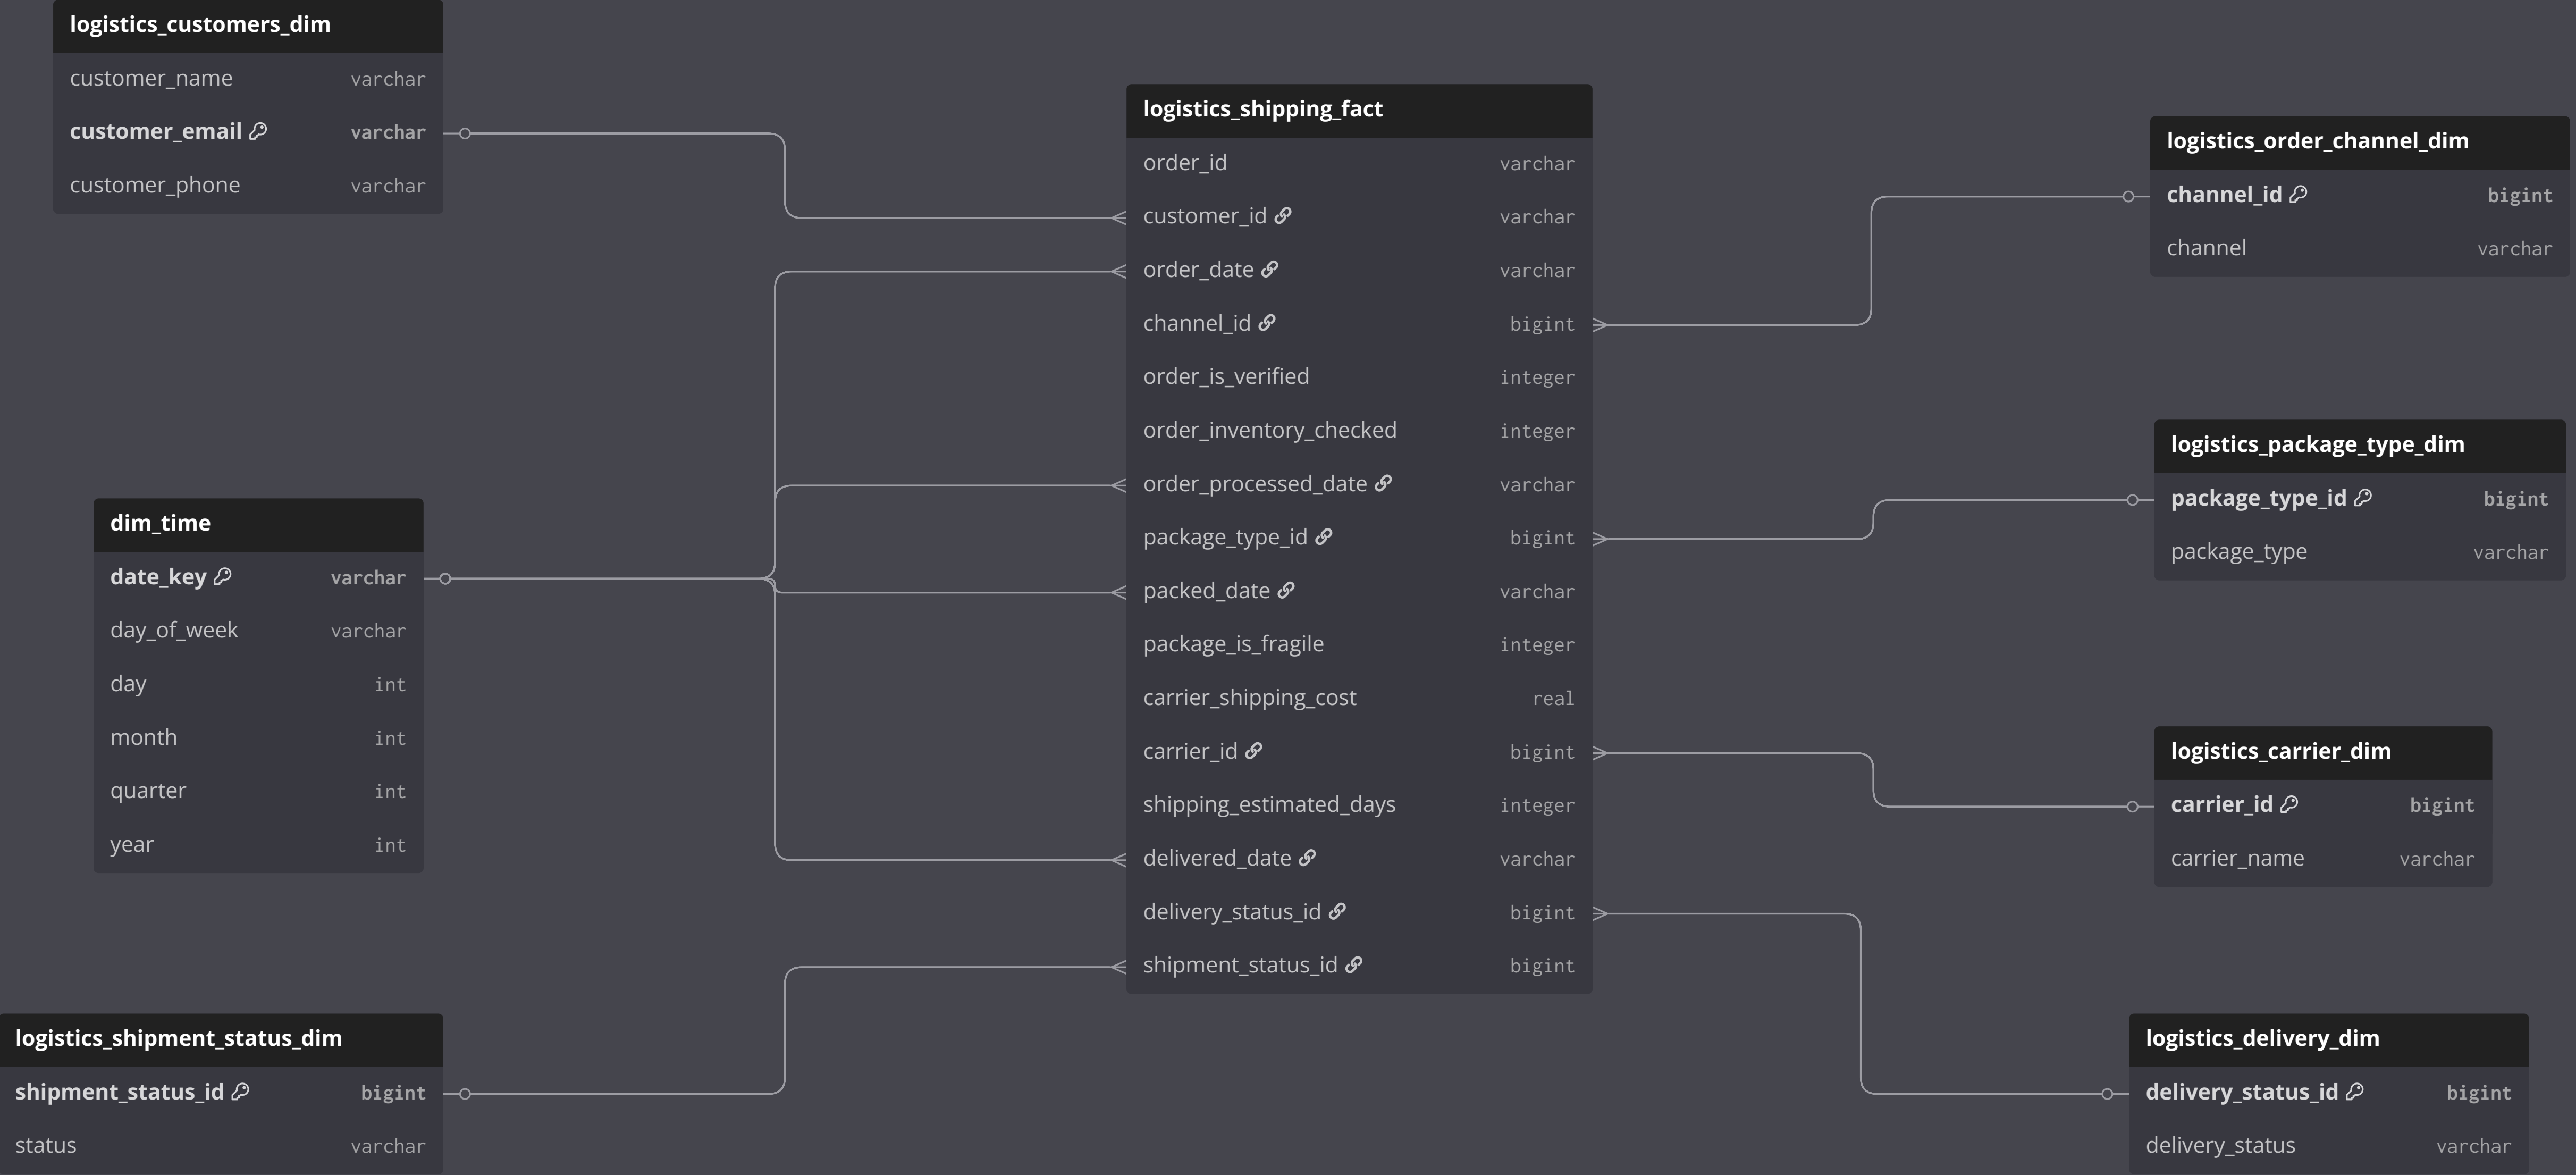 logistics_customers_dim
customer_name varchar
customer_email varchar
customer_phone varchar
dim_time
date_key varchar
day_of_week varchar
day int
month int
quarter int
year int
logistics_shipment_status_dim
shipment_status_id bigint
status varchar
logistics_shipping_fact
order_id varchar
customer_id varchar
order_date varchar
channel_id bigint
order_is_verified integer
order_inventory_checked integer
order_processed_date varchar
package_type_id bigint
packed_date varchar
package_is_fragile integer
carrier_shipping_cost real
carrier_id bigint
shipping_estimated_days integer
delivered_date varchar
delivery_status_id bigint
shipment_status_id bigint
logistics_order_channel_dim
channel_id bigint
channel varchar
logistics_package_type_dim
package_type_id bigint
package_type varchar
logistics_carrier_dim
carrier_id bigint
carrier_name varchar
logistics_delivery_dim
delivery_status_id bigint
delivery_status varchar